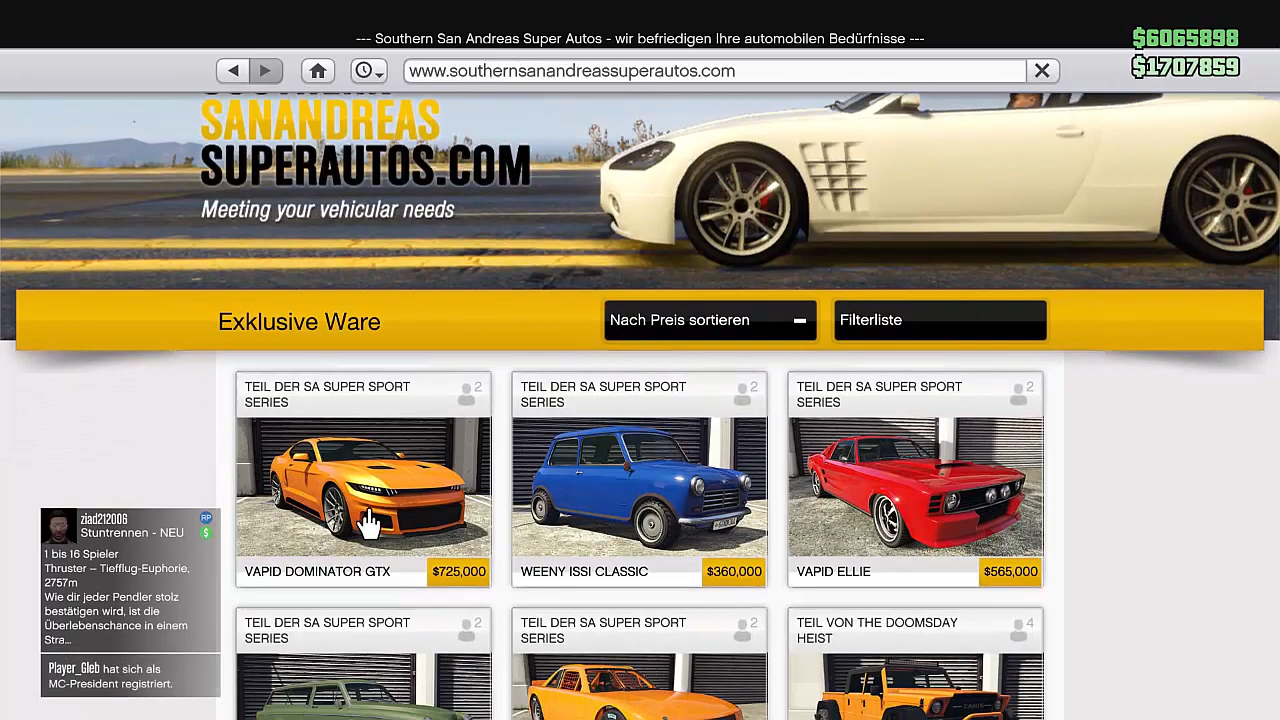 --- Southern San Andreas Super Autos - wir befriedigen Ihre automobilen Bedürfnisse ---
$6065898
$1707859
www.southernsanandreassuperautos.com
SANANDREAS
SUPERAUTOS.COM
Meeting your vehicular needs
Exklusive Ware
Nach Preis sortieren
Filterliste
TEIL DER SA SUPER SPORT
SERIES
2
VAPID DOMINATOR GTX
$725,000
TEIL DER SA SUPER SPORT
SERIES
2
WEENY ISSI CLASSIC
$360,000
TEIL DER SA SUPER SPORT
SERIES
2
VAPID ELLIE
$565,000
TEIL DER SA SUPER SPORT
SERIES
2
TEIL DER SA SUPER SPORT
SERIES
2
TEIL VON THE DOOMSDAY
HEIST
4
ziad212006
RP
Stuntrennen - NEU
$
1 bis 16 Spieler
Thruster – Tiefflug-Euphorie,
2757m
Wie dir jeder Pendler stolz
bestätigen wird, ist die
Überlebenschance in einem
Stra...
Player_Gleb hat sich als
MC-President registriert.